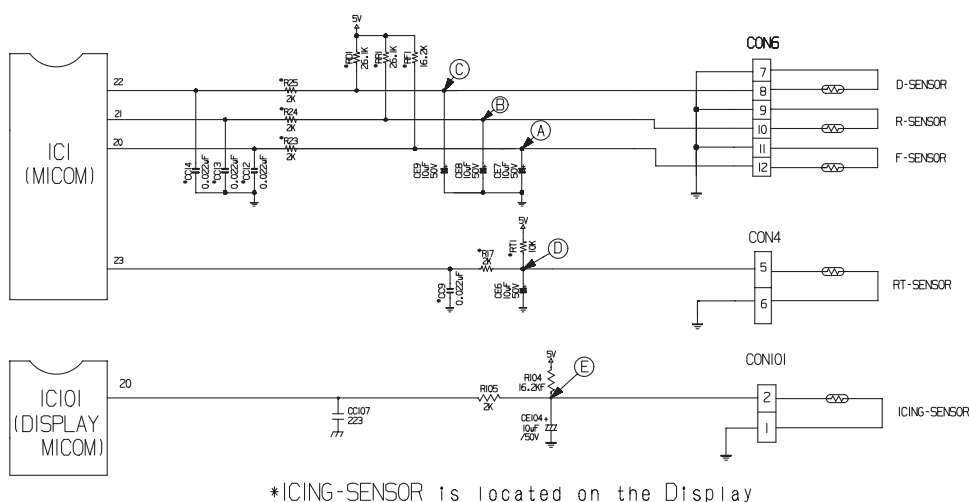 5V
*RD1
26.1K
*RR1
26.1K
*RF1
16.2K
CON6
IC1
(MICOM)
22
21
20
*R25
2K
*R24
2K
*R23
2K
C
B
A
*CC14
0.022uF
*CC13
0.022uF
*CC12
0.022uF
CE9
10uF
50V
CE8
10uF
50V
CE7
10uF
50V
7
8
9
10
11
12
D-SENSOR
R-SENSOR
F-SENSOR
23
5V
*RT1
10K
*R17
2K
D
*CC9
0.022uF
CE6
10uF
50V
CON4
5
6
RT-SENSOR
IC101
(DISPLAY
MICOM)
20
5V
R104
16.2KF
E
R105
2K
CC107
223
CE104+
10uF
/50V
CON101
2
1
ICING-SENSOR
*ICING-SENSOR is located on the Display